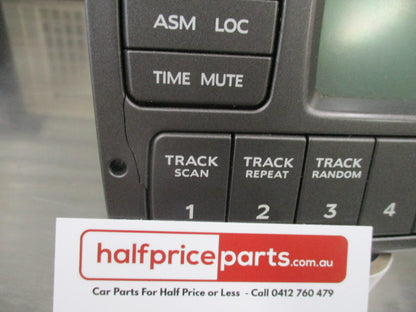 ASM LOC
TIME MUTE
TRACK TRACK TRACK
SCAN REPEAT RANDOM
1 2 3 4
halfpriceparts.com.au
Car Parts For Half Price or Less - Call 0412 760 479